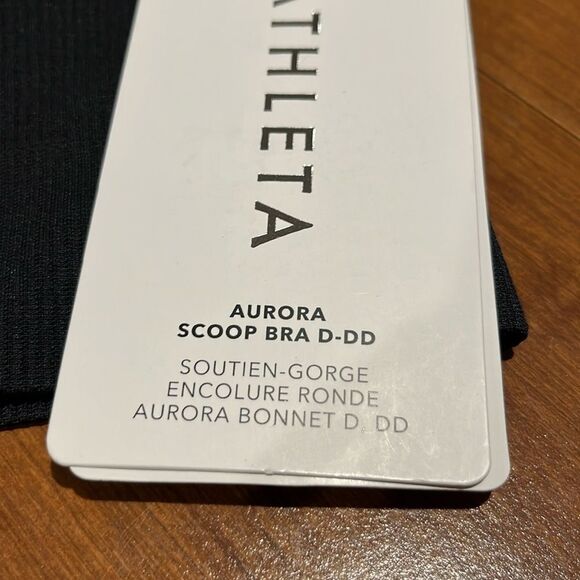 ATHLETA
AURORA
SCOOP BRA D-DD
SOUTIEN-GORGE
ENCOLURE RONDE
AURORA BONNET D, DD